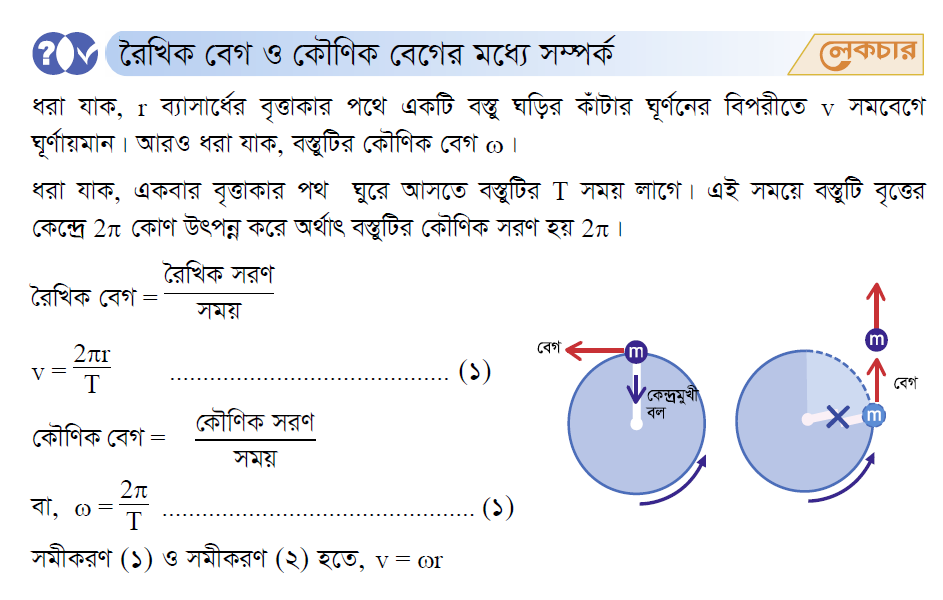 রৈখিক বেগ ও কৌণিক বেগের মধ্যে সম্পর্ক
লেকচার
ধরা যাক, r ব্যাসার্ধের বৃত্তাকার পথে একটি বস্তু ঘড়ির কাঁটার ঘূর্ণনের বিপরীতে v সমবেগে
ঘূর্ণায়মান। আরও ধরা যাক, বস্তুটির কৌণিক বেগ ω।
ধরা যাক, একবার বৃত্তাকার পথ ঘুরে আসতে বস্তুটির T সময় লাগে। এই সময়ে বস্তুটি বৃত্তের
কেন্দ্রে 2π কোণ উৎপন্ন করে অর্থাৎ বস্তুটির কৌণিক সরণ হয় 2π।
রৈখিক বেগ = রৈখিক সরণ / সময়
v = 2πr / T .......................................... (১)
কৌণিক বেগ = কৌণিক সরণ / সময়
বা, ω = 2π / T ............................................... (১)
সমীকরণ (১) ও সমীকরণ (২) হতে, v = ωr
বেগ
m
কেন্দ্রমুখী
বল
m
বেগ
m